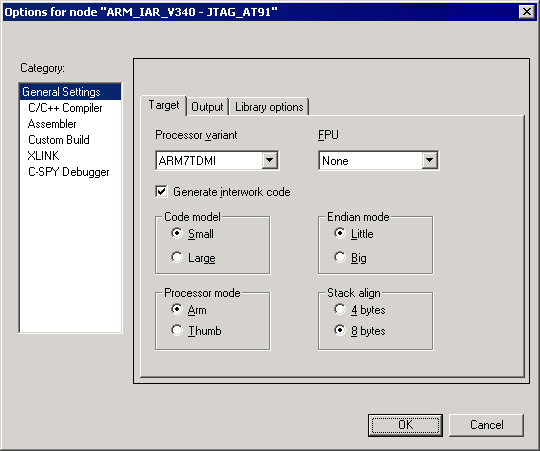 Options for node "ARM_IAR_V340 - JTAG_AT91"
Category:
General Settings
C/C++ Compiler
Assembler
Custom Build
XLINK
C-SPY Debugger
Target Output Library options
Processor variant FPU
ARM7TDMI None
Generate interwork code
Code model Endian mode
Small Little
Large Big
Processor mode Stack align
Arm 4 bytes
Thumb 8 bytes
OK Cancel